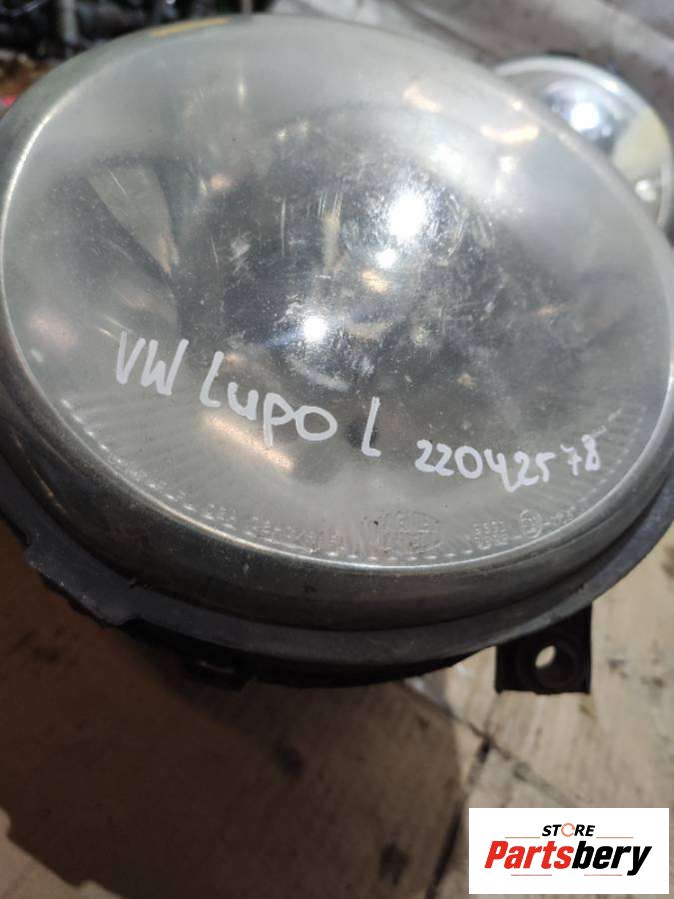 VW Lupo L 22042578
STORE
Partsbery